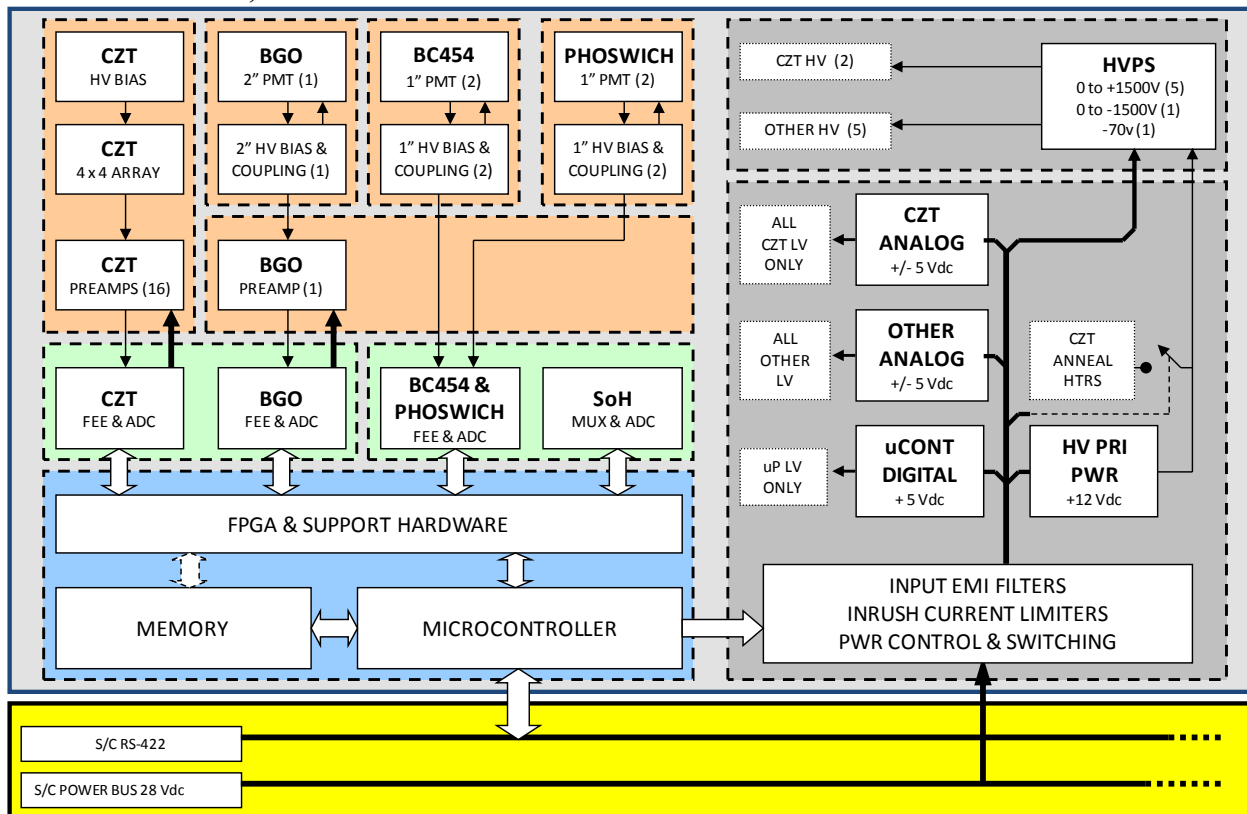 CZT
HV BIAS
BGO
2” PMT (1)
BC454
1” PMT (2)
PHOSWICH
1” PMT (2)
CZT
4 x 4 ARRAY
2” HV BIAS &
COUPLING (1)
1” HV BIAS &
COUPLING (2)
1” HV BIAS &
COUPLING (2)
CZT
PREAMPS (16)
BGO
PREAMP (1)
CZT
FEE & ADC
BGO
FEE & ADC
BC454 &
PHOSWICH
FEE & ADC
SoH
MUX & ADC
FPGA & SUPPORT HARDWARE
MEMORY
MICROCONTROLLER
CZT HV (2)
OTHER HV (5)
HVPS
0 to +1500V (5)
0 to -1500V (1)
-70v (1)
ALL
CZT LV
ONLY
CZT
ANALOG
+/- 5 Vdc
ALL
OTHER
LV
OTHER
ANALOG
+/- 5 Vdc
CZT
ANNEAL
HTRS
uP LV
ONLY
uCONT
DIGITAL
+ 5 Vdc
HV PRI
PWR
+12 Vdc
INPUT EMI FILTERS
INRUSH CURRENT LIMITERS
PWR CONTROL & SWITCHING
S/C RS-422
S/C POWER BUS 28 Vdc